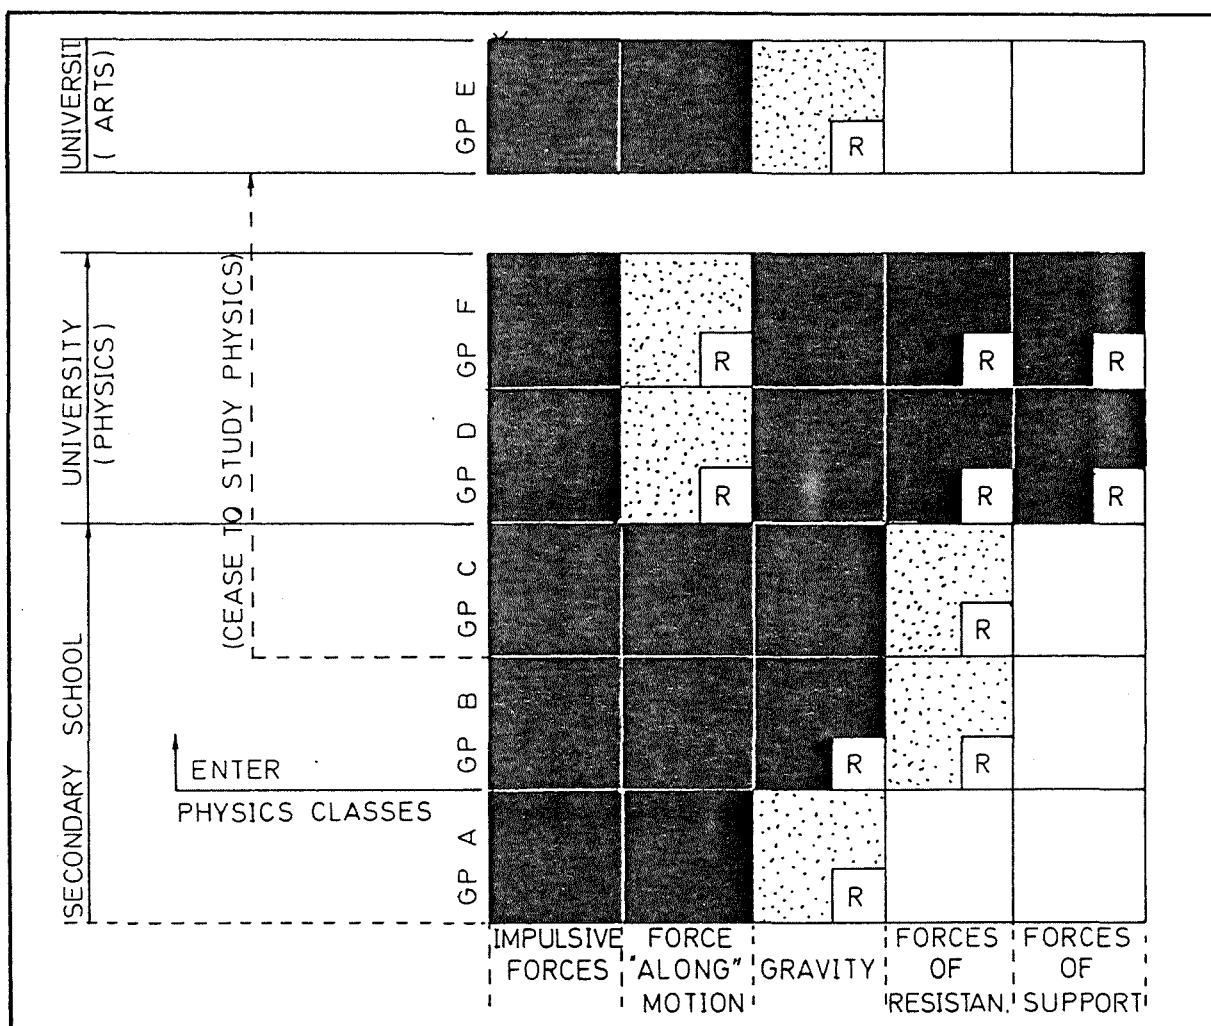 UNIVERSIT
( ARTS)
GP E
R
UNIVERSITY
(PHYSICS)
(CEASE TO STUDY PHYSICS)
GP F
R
R
R
GP D
R
R
R
SECONDARY SCHOOL
GP C
R
GP B
R
R
ENTER
PHYSICS CLASSES
GP A
R
IMPULSIVE
FORCES
FORCE
"ALONG"
MOTION
GRAVITY
FORCES
OF
RESISTAN.
FORCES
OF
SUPPORT